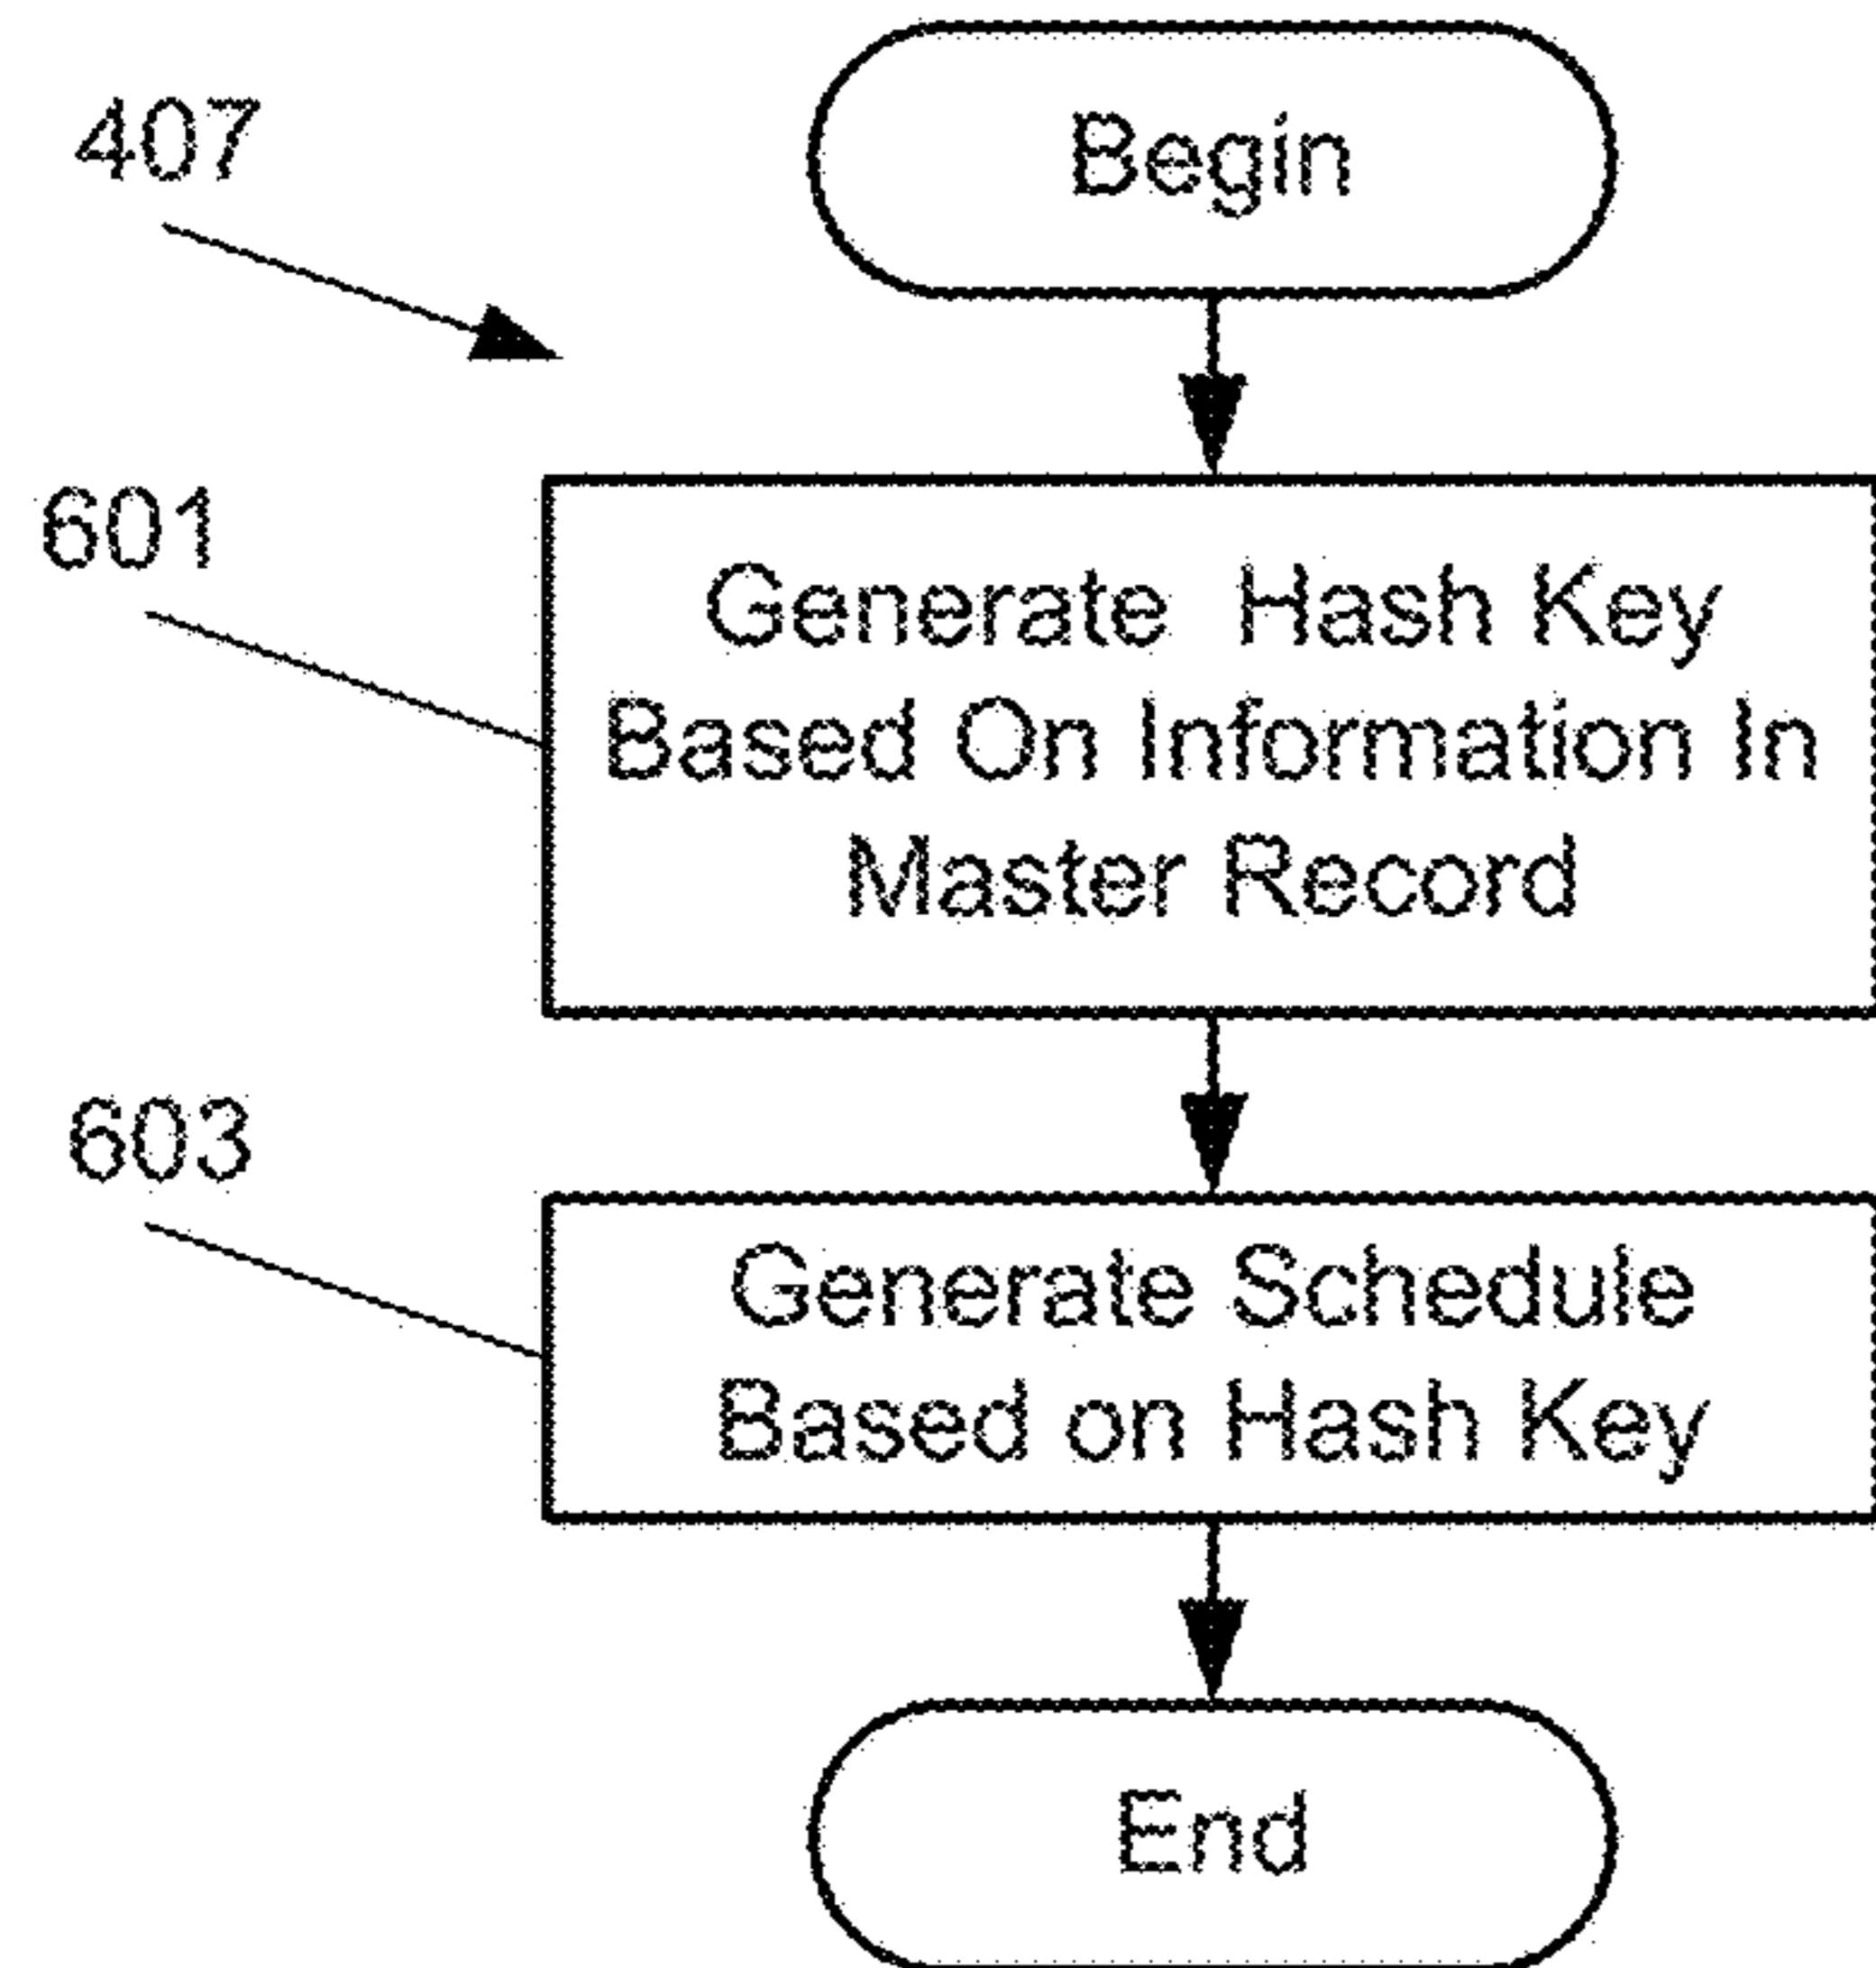 407
Begin
601
Generate Hash Key
Based On Information In
Master Record
603
Generate Schedule
Based on Hash Key
End